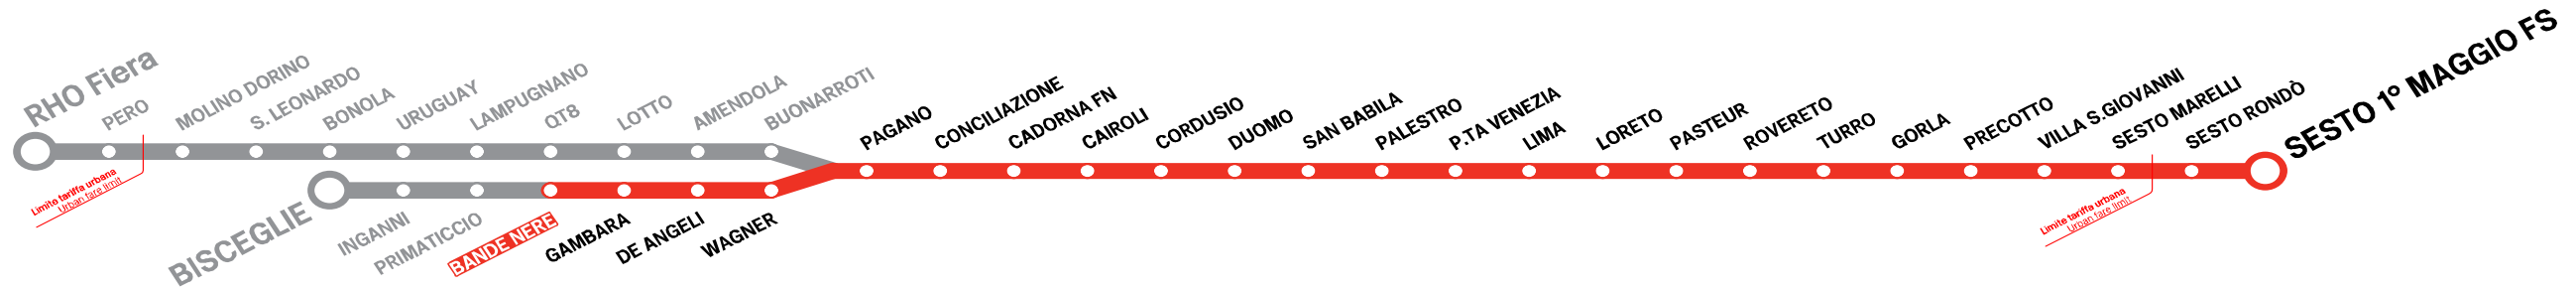 RHO Fiera
PERO
MOLINO DORINO
S. LEONARDO
BONOLA
URUGUAY
LAMPUGNANO
QT8
LOTTO
AMENDOLA
BUONARROTI
PAGANO
CONCILIAZIONE
CADORNA FN
CAIROLI
CORDUSIO
DUOMO
SAN BABILA
PALESTRO
P.TA VENEZIA
LIMA
LORETO
PASTEUR
ROVERETO
TURRO
GORLA
PRECOTTO
VILLA S.GIOVANNI
SESTO MARELLI
SESTO RONDÒ
SESTO 1° MAGGIO FS
Limite tariffa urbana
Urban fare limit
BISCEGLIE
INGANNI
PRIMATICCIO
BANDE NERE
GAMBARA
DE ANGELI
WAGNER
Limite tariffa urbana
Urban fare limit